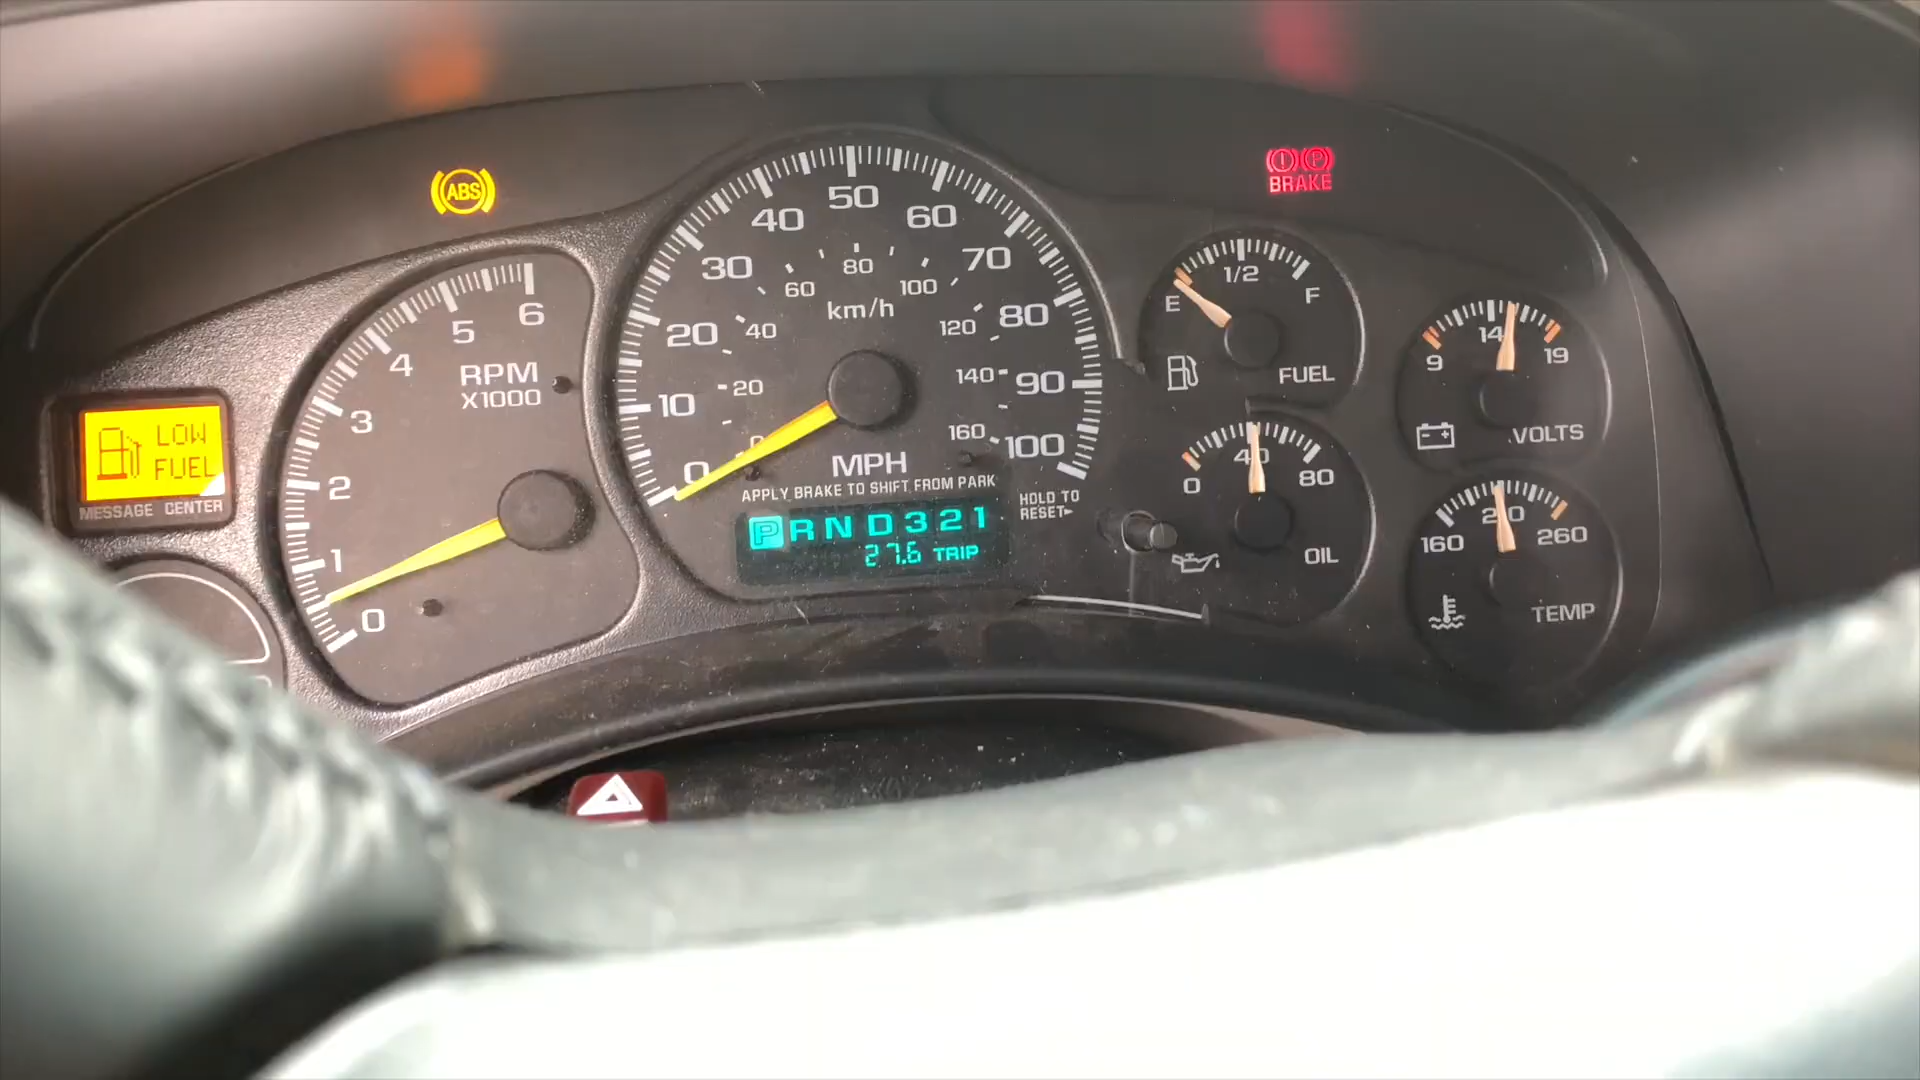 ABS
BRAKE
P
LOW
FUEL
MESSAGE CENTER
0
1
2
3
4
5
6
RPM
X1000
0
10
20
30
40
50
60
70
80
90
100
0
20
40
60
80
100
120
140
160
km/h
MPH
APPLY BRAKE TO SHIFT FROM PARK
PRND321
27.6 TRIP
HOLD TO
RESET
E
1/2
F
FUEL
0
40
80
OIL
9
14
19
VOLTS
160
210
260
TEMP